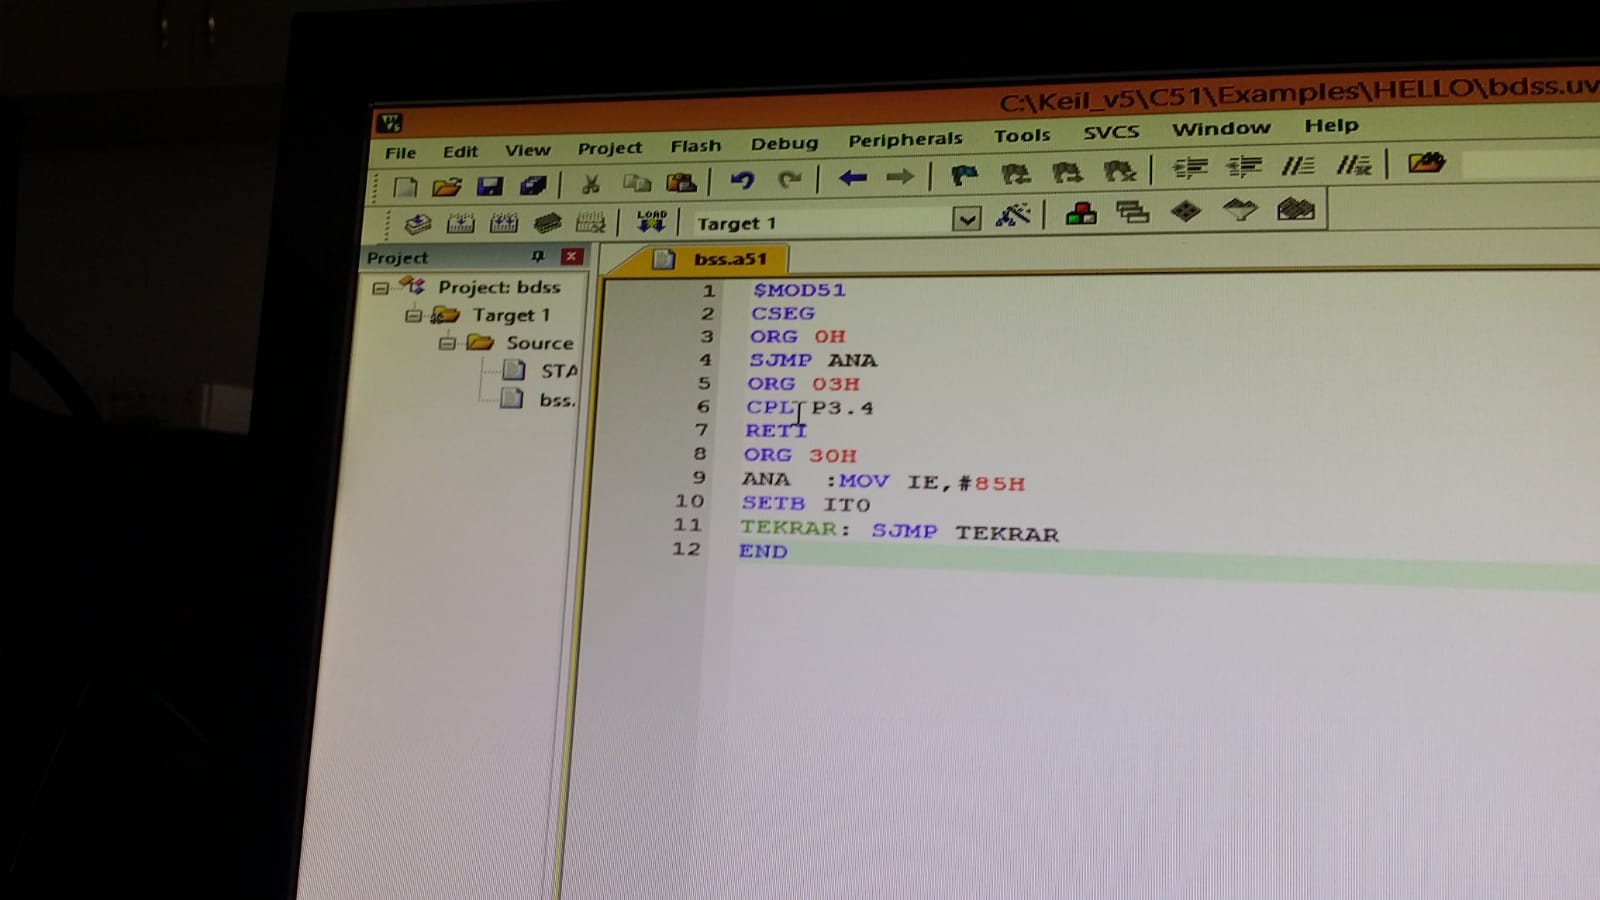 C:\Keil_v5\C51\Examples\HELLO\bdss.uv
File Edit View Project Flash Debug Peripherals Tools SVCS Window Help
LOAD Target 1
Project
bss.a51
Project: bdss
Target 1
Source
STA
bss.
1 $MOD51
2 CSEG
3 ORG 0H
4 SJMP ANA
5 ORG 03H
6 CPL P3.4
7 RETI
8 ORG 30H
9 ANA :MOV IE,#85H
10 SETB IT0
11 TEKRAR: SJMP TEKRAR
12 END